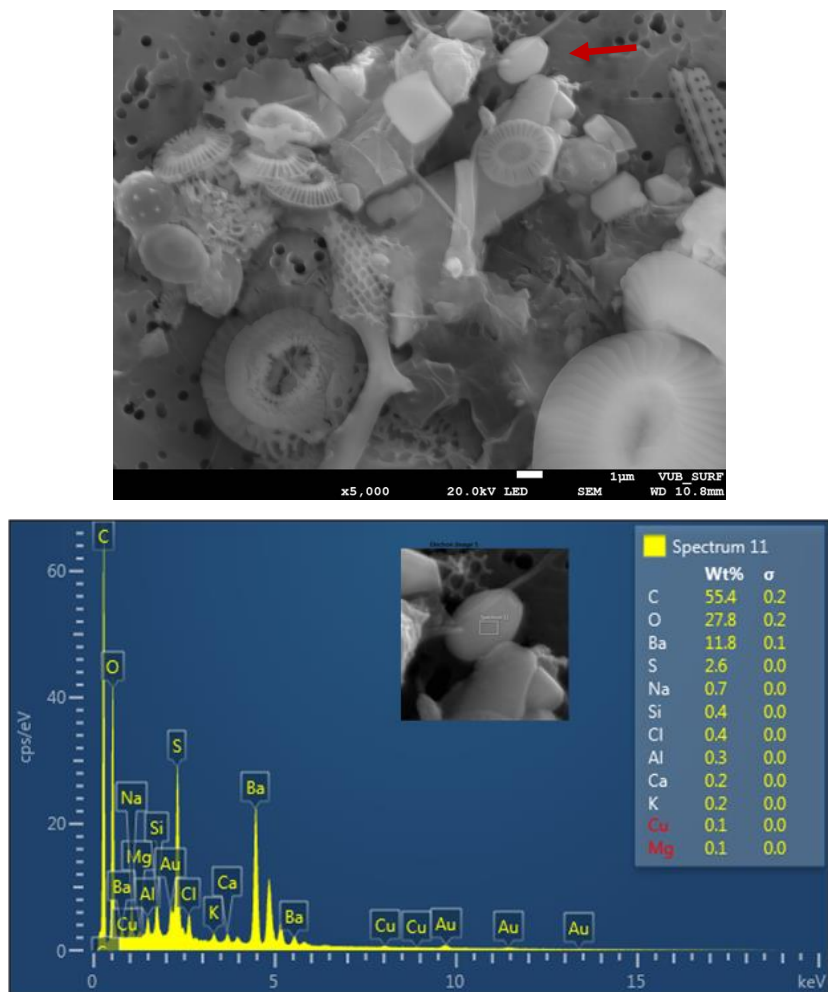 1µm VUB_SURF
x5,000 20.0kV LED SEM WD 10.8mm
Spectrum 11
Wt% σ
C 55.4 0.2
O 27.8 0.2
Ba 11.8 0.1
S 2.6 0.0
Na 0.7 0.0
Si 0.4 0.0
Cl 0.4 0.0
Al 0.3 0.0
Ca 0.2 0.0
K 0.2 0.0
Cu 0.1 0.0
Mg 0.1 0.0
Spectrum 11
C
60
O
cps/eV
40
S
Na
Ba
Si
20
Mg
Au
Ba
Al
Cl
Ca
K
Ba
Cu
Cu
Cu
Au
Au
Au
0
0 5 10 15 keV